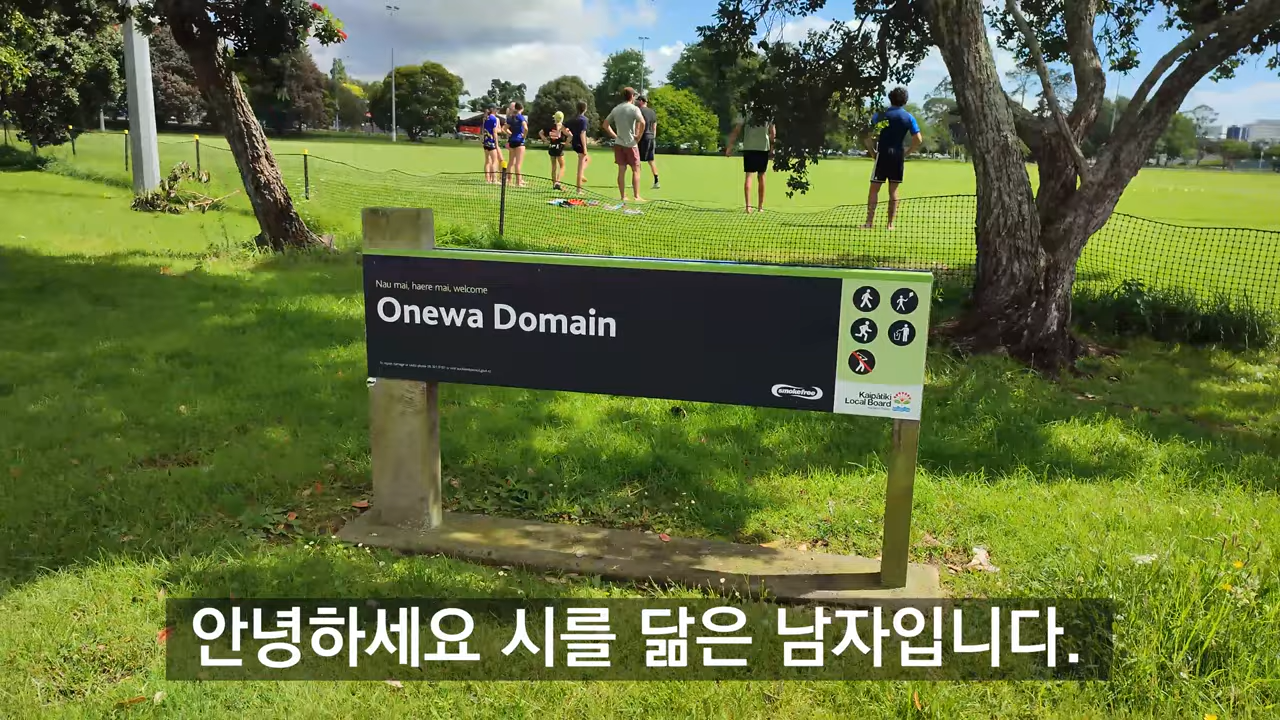 Nau mai, haere mai, welcome
Onewa Domain
smokefree
Kaipātiki
Local Board
안녕하세요 시를 닮은 남자입니다.